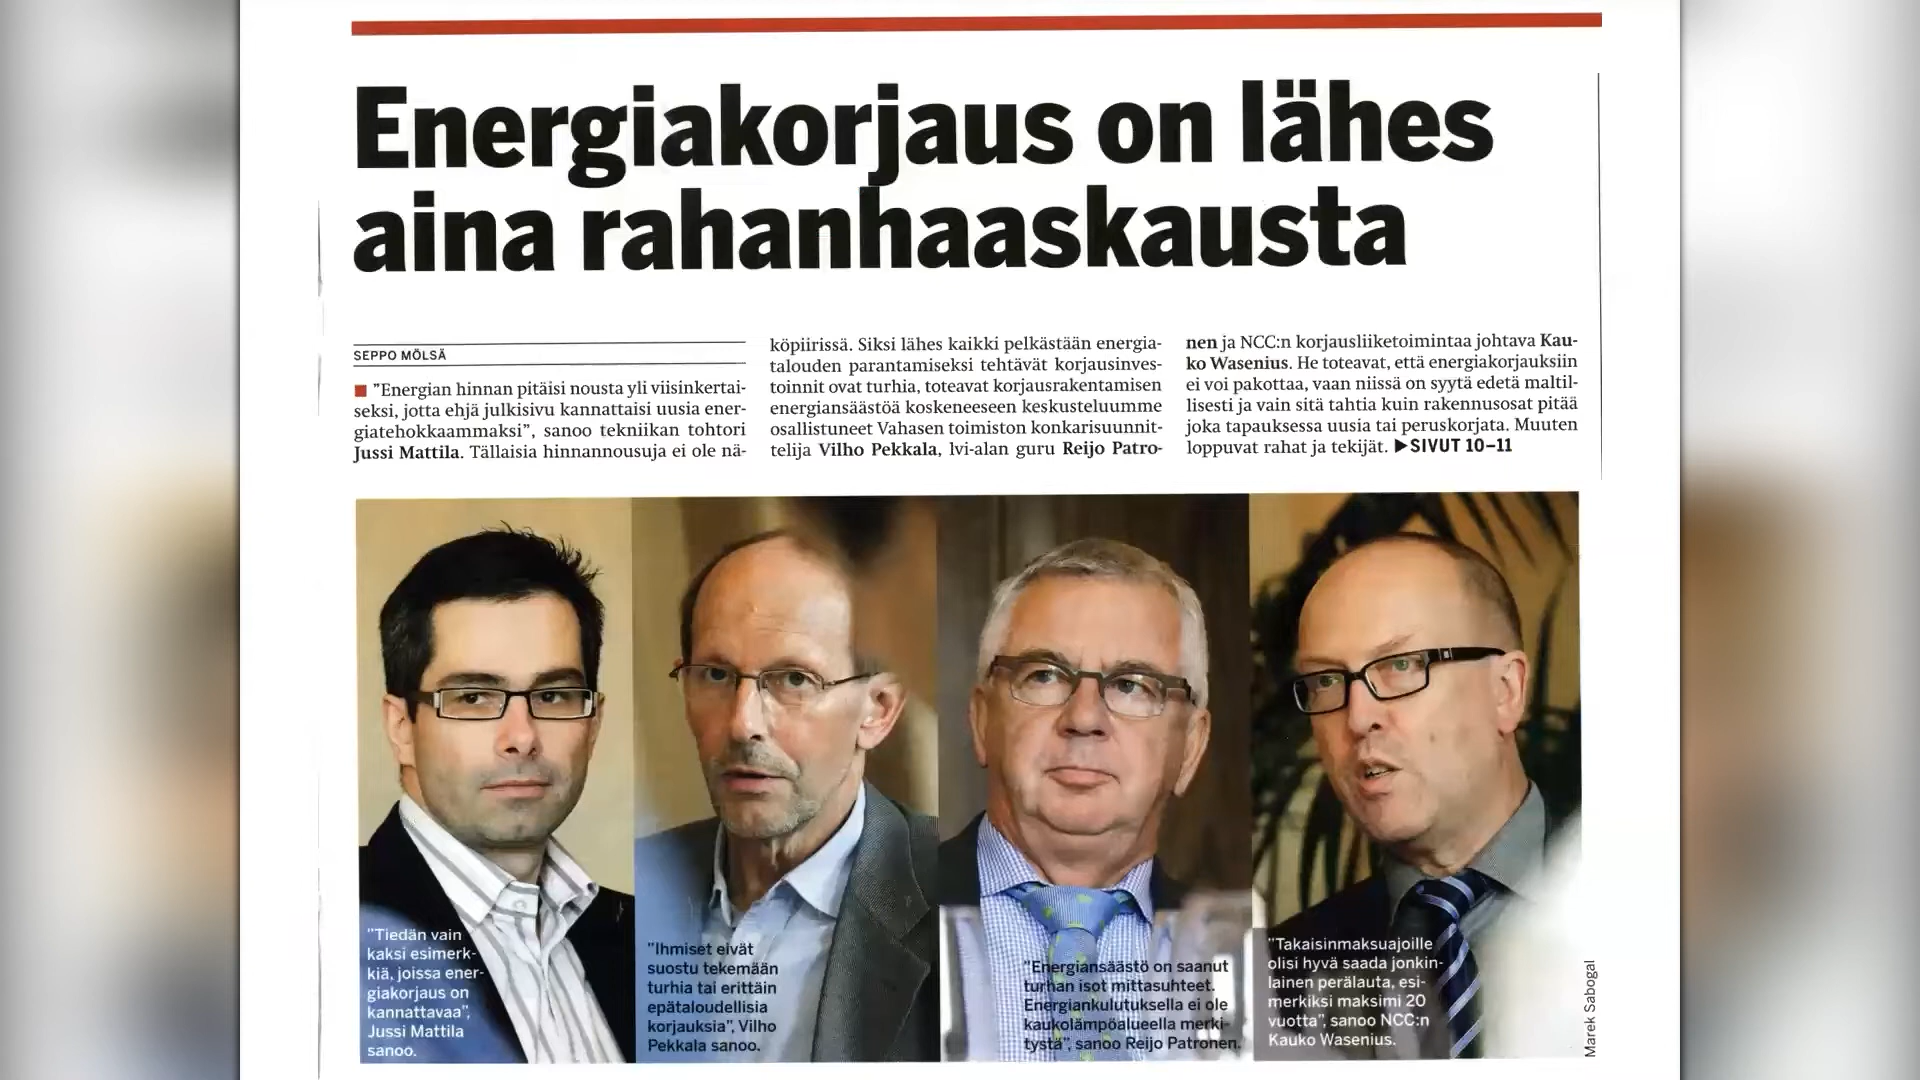 Energiakorjaus on lähes
aina rahanhaaskausta
SEPPO MÖLSÄ
■ ”Energian hinnan pitäisi nousta yli viisinkertai-
seksi, jotta ehjä julkisivu kannattaisi uusia ener-
giatehokkaammaksi”, sanoo tekniikan tohtori
Jussi Mattila. Tällaisia hinnannousuja ei ole nä-
köpiirissä. Siksi lähes kaikki pelkästään energia-
talouden parantamiseksi tehtävät korjausinves-
toinnit ovat turhia, toteavat korjausrakentamisen
energiansäästöä koskeneeseen keskusteluumme
osallistuneet Vahasen toimiston konkarisuunnit-
telija Vilho Pekkala, lvi-alan guru Reijo Patro-
nen ja NCC:n korjausliiketoimintaa johtava Kau-
ko Wasenius. He toteavat, että energiakorjauksiin
ei voi pakottaa, vaan niissä on syytä edetä maltil-
lisesti ja vain sitä tahtia kuin rakennusosat pitää
joka tapauksessa uusia tai peruskorjata. Muuten
loppuvat rahat ja tekijät. ▶SIVUT 10–11
”Tiedän vain
kaksi esimerk-
kiä, joissa ener-
giakorjaus on
kannattavaa”,
Jussi Mattila
sanoo.
”Ihmiset eivät
suostu tekemään
turhia tai erittäin
epätaloudellisia
korjauksia”, Vilho
Pekkala sanoo.
”Energiansäästö on saanut
turhan isot mittasuhteet.
Energiankulutuksella ei ole
kaukolämpöalueella merki-
tystä”, sanoo Reijo Patronen.
”Takaisinmaksuajoille
olisi hyvä saada jonkin-
lainen perälauta, esi-
merkiksi maksimi 20
vuotta”, sanoo NCC:n
Kauko Wasenius.
Marek Sabogal